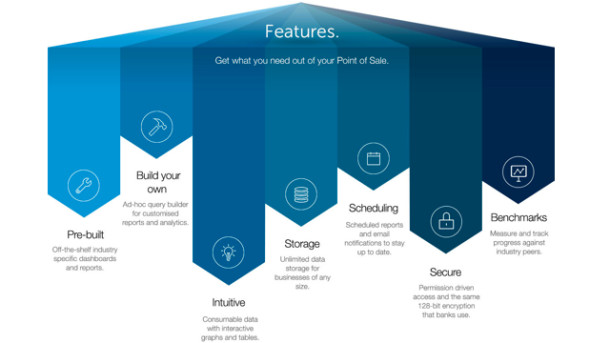 Features.
Get what you need out of your Point of Sale.
Pre-built
Off-the-shelf industry
specific dashboards
and reports.
Build your
own
Ad-hoc query builder
for customised
reports and analytics.
Intuitive
Consumable data
with interactive
graphs and tables.
Storage
Unlimited data
storage for
businesses of any
size.
Scheduling
Scheduled reports
and email
notifications to stay
up to date.
Secure
Permission driven
access and the same
128-bit encryption
that banks use.
Benchmarks
Measure and track
progress against
industry peers.